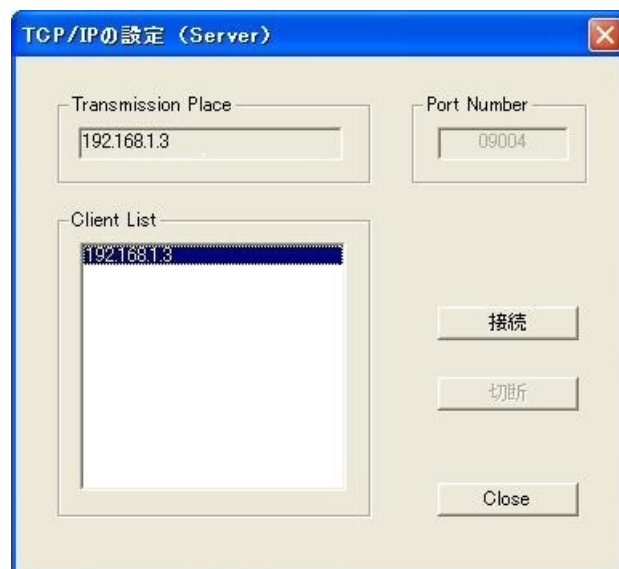 TCP/IPの設定（Server）
Transmission Place
192.168.1.3
Port Number
09004
Client List
192.168.1.3
接続
切断
Close